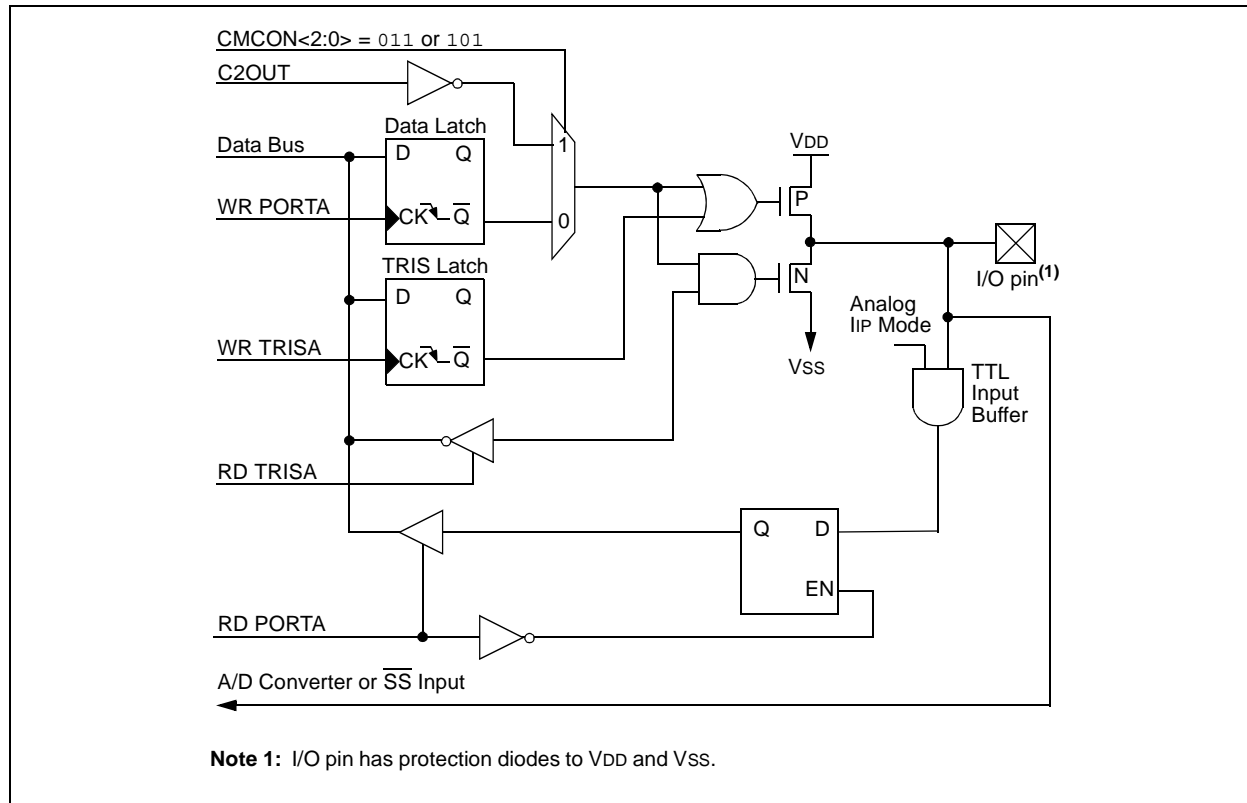 CMCON<2:0> = 011 or 101
C2OUT
Data Bus
Data Latch
D Q
WR PORTA
CK Q̅
1
0
VDD
P
N
VSS
I/O pin(1)
TRIS Latch
D Q
WR TRISA
CK Q̅
Analog
IIP Mode
TTL
Input
Buffer
RD TRISA
Q D
EN
RD PORTA
A/D Converter or S̅S̅ Input
Note 1: I/O pin has protection diodes to VDD and VSS.